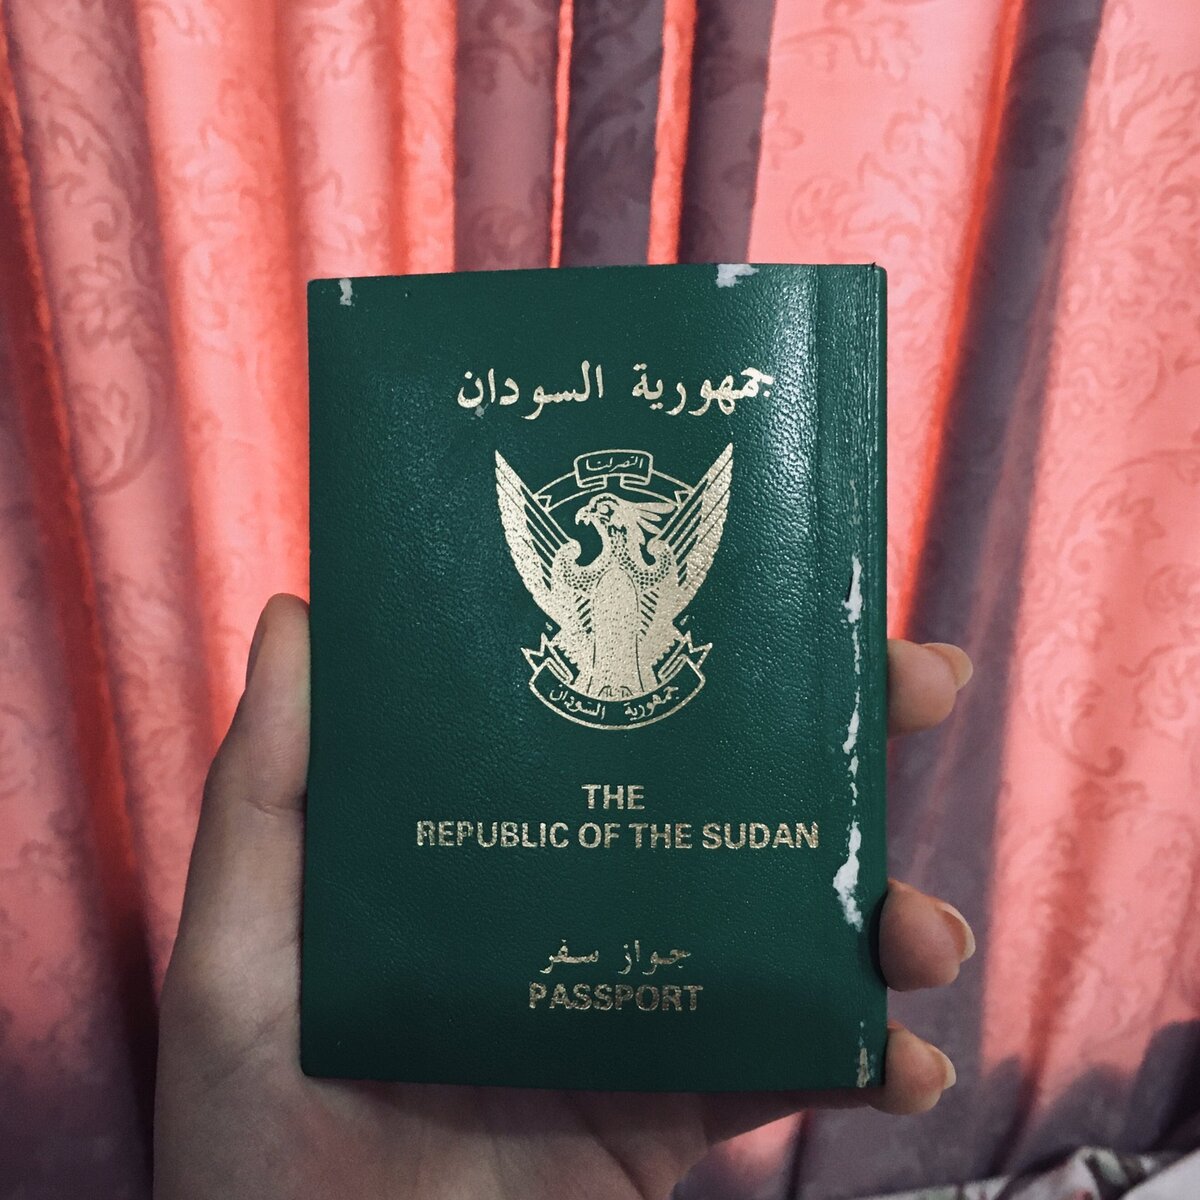 جمهورية السودان
النصر لنا
جمهورية السودان
THE
REPUBLIC OF THE SUDAN
جواز سفر
PASSPORT